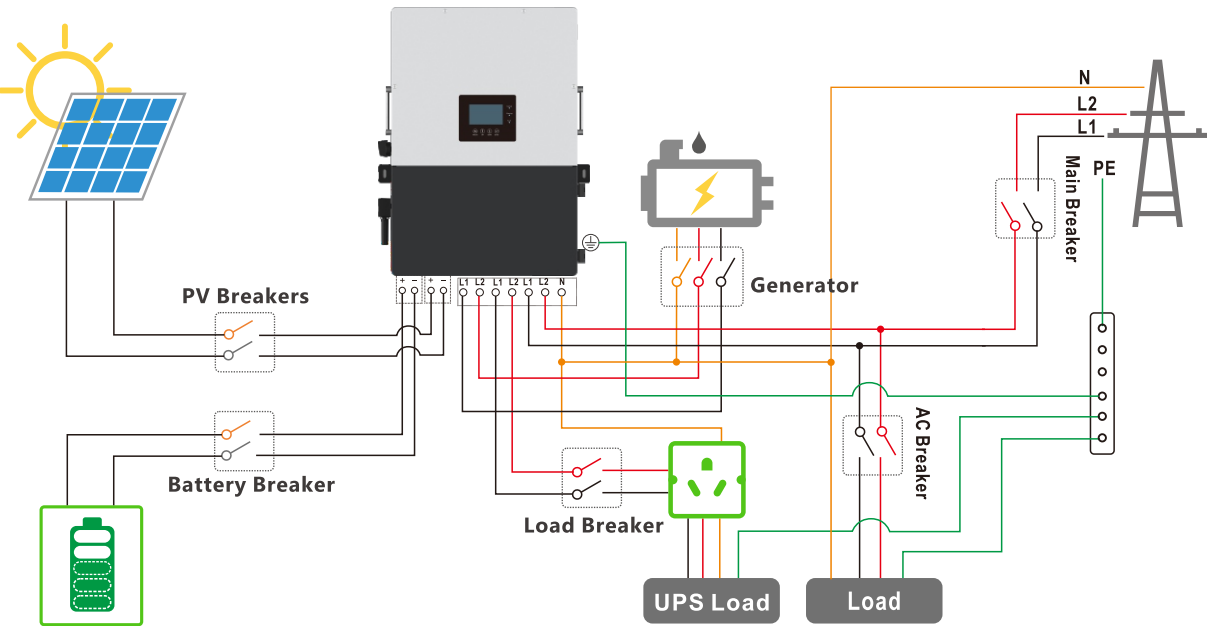 N
L2
L1
PE
Main Breaker
Generator
+ − + −
L1 L2 L1 L2 L1 L2 N
PV Breakers
AC Breaker
Battery Breaker
Load Breaker
UPS Load
Load